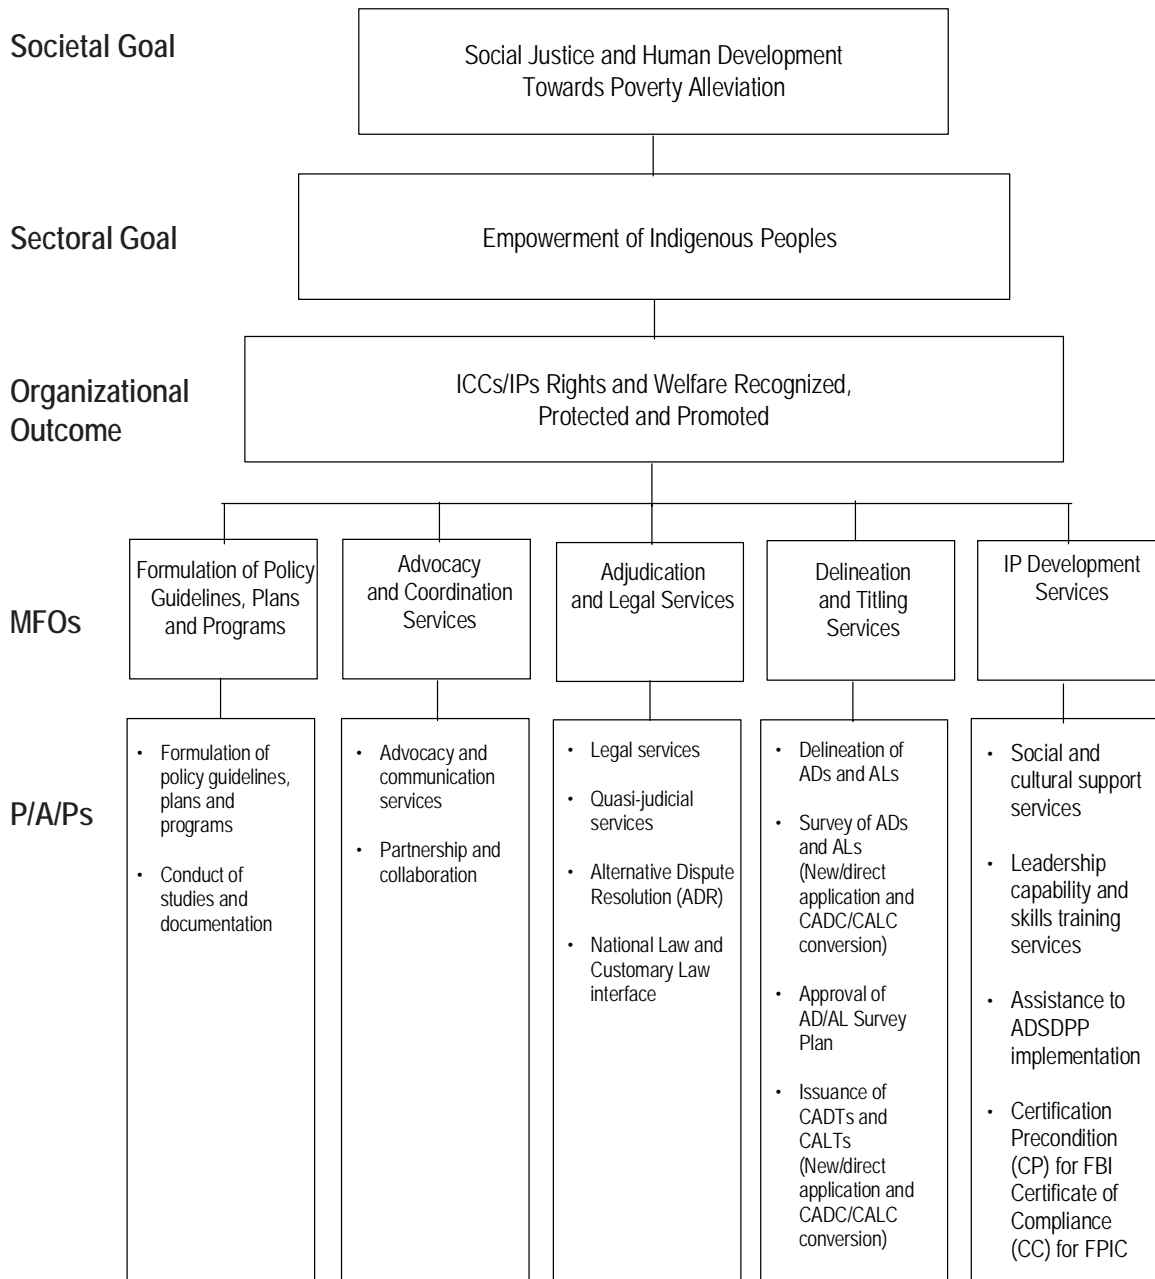 Societal Goal
Social Justice and Human Development
Towards Poverty Alleviation
Sectoral Goal
Empowerment of Indigenous Peoples
Organizational
Outcome
ICCs/IPs Rights and Welfare Recognized,
Protected and Promoted
MFOs
Formulation of Policy
Guidelines, Plans
and Programs
Advocacy
and Coordination
Services
Adjudication
and Legal Services
Delineation
and Titling
Services
IP Development
Services
P/A/Ps
• Formulation of
policy guidelines,
plans and
programs
• Conduct of
studies and
documentation
• Advocacy and
communication
services
• Partnership and
collaboration
• Legal services
• Quasi-judicial
services
• Alternative Dispute
Resolution (ADR)
• National Law and
Customary Law
interface
• Delineation of
ADs and ALs
• Survey of ADs
and ALs
(New/direct
application and
CADC/CALC
conversion)
• Approval of
AD/AL Survey
Plan
• Issuance of
CADTs and
CALTs
(New/direct
application and
CADC/CALC
conversion)
• Social and
cultural support
services
• Leadership
capability and
skills training
services
• Assistance to
ADSDPP
implementation
• Certification
Precondition
(CP) for FBI
Certificate of
Compliance
(CC) for FPIC